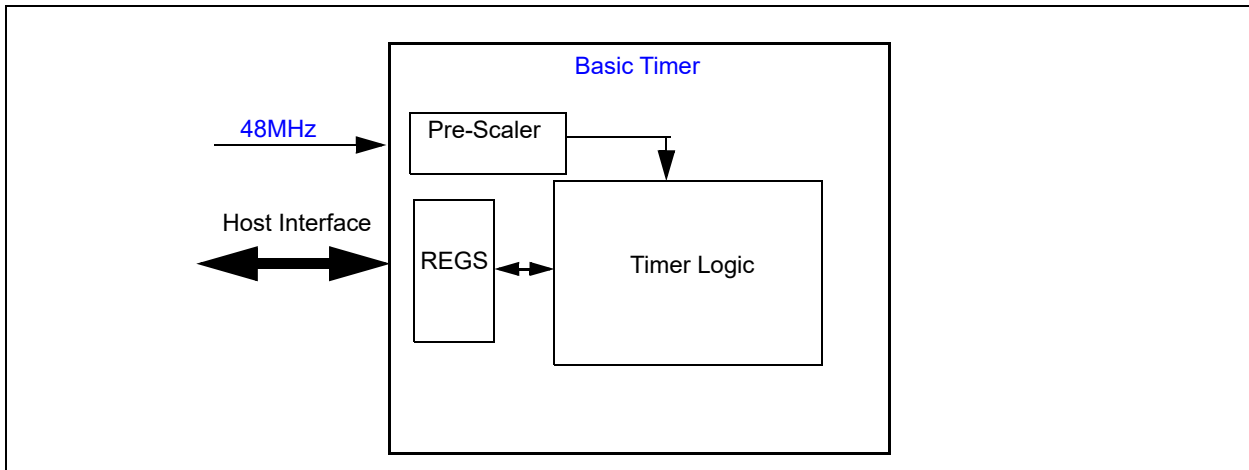 Basic Timer
48MHz
Pre-Scaler
Host Interface
REGS
Timer Logic